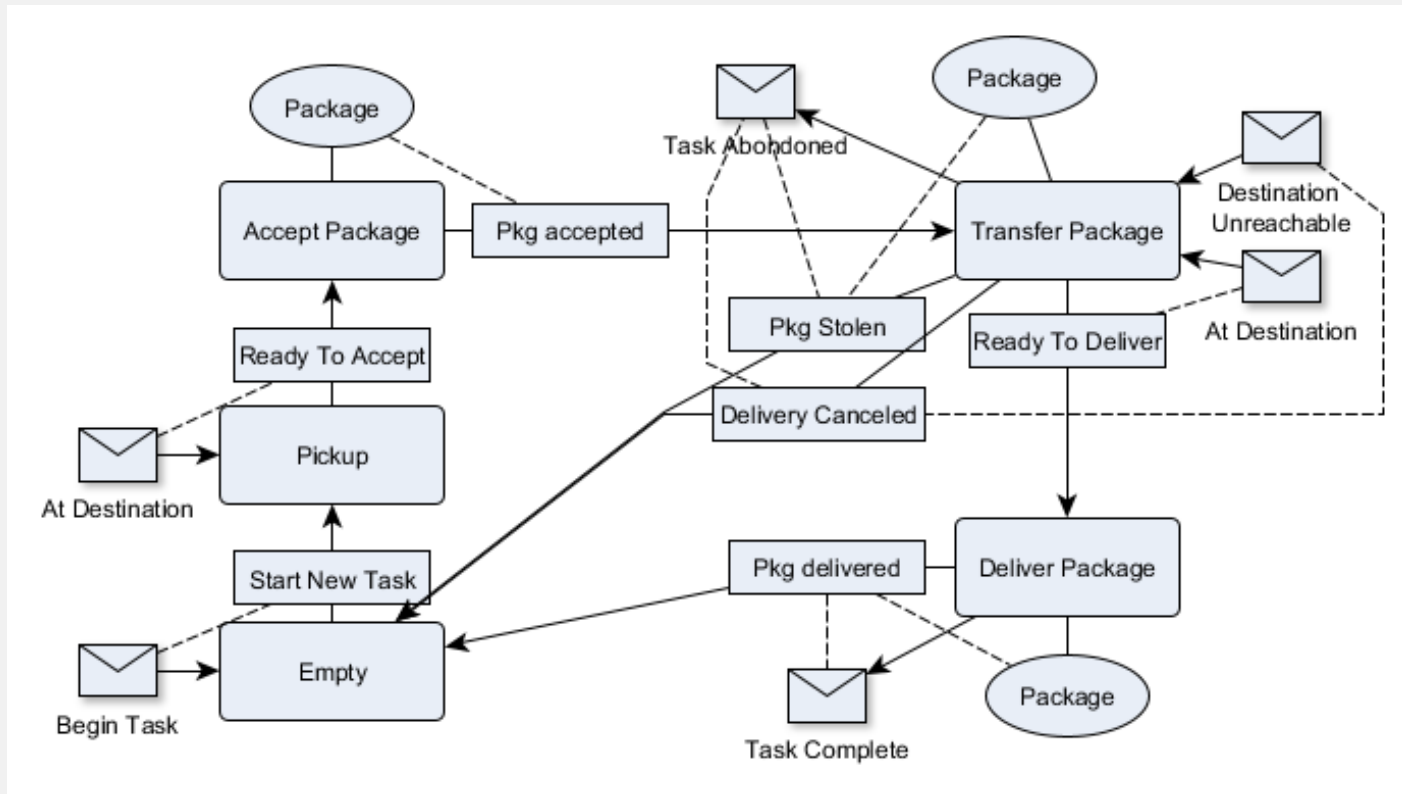 Package
Package
Task Abondoned
Destination
Unreachable
Accept Package
Pkg accepted
Transfer Package
Pkg Stolen
At Destination
Ready To Accept
Ready To Deliver
Delivery Canceled
Pickup
At Destination
Start New Task
Pkg delivered
Deliver Package
Empty
Package
Begin Task
Task Complete